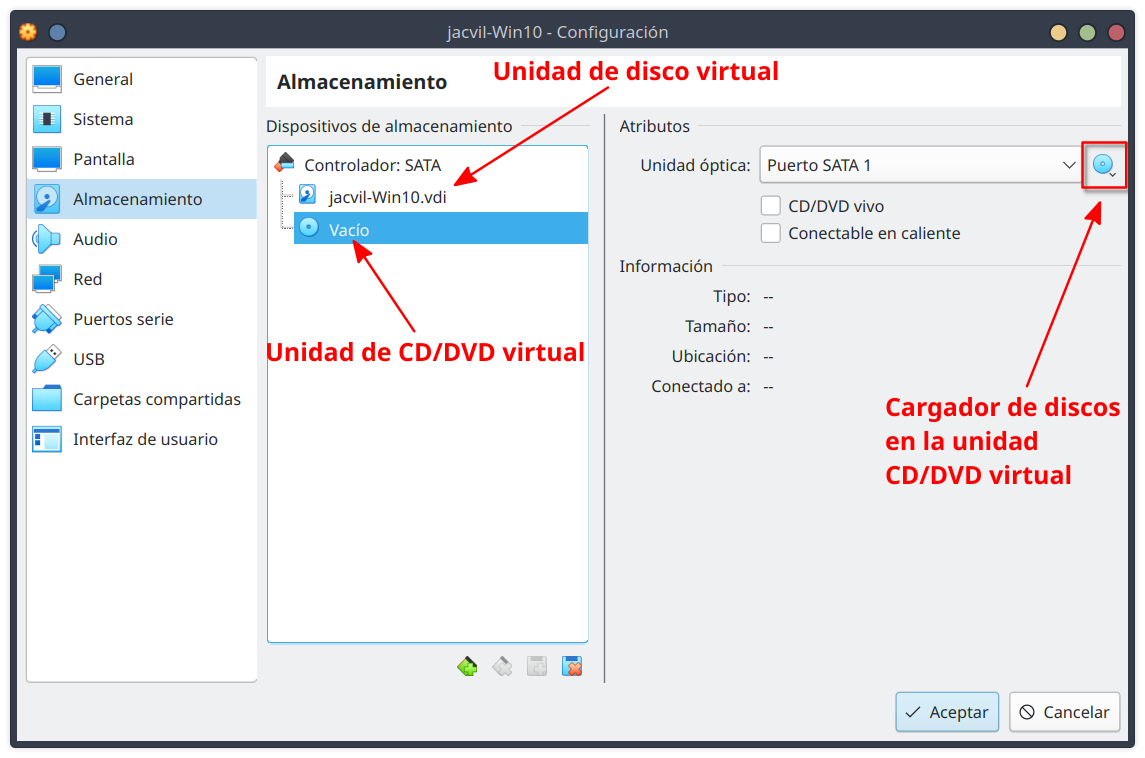 jacvil-Win10 - Configuración
General
Sistema
Pantalla
Almacenamiento
Audio
Red
Puertos serie
USB
Carpetas compartidas
Interfaz de usuario
Almacenamiento
Unidad de disco virtual
Dispositivos de almacenamiento
Controlador: SATA
jacvil-Win10.vdi
Vacío
Unidad de CD/DVD virtual
Atributos
Unidad óptica: Puerto SATA 1
CD/DVD vivo
Conectable en caliente
Información
Tipo: --
Tamaño: --
Ubicación: --
Conectado a: --
Cargador de discos
en la unidad
CD/DVD virtual
Aceptar
Cancelar